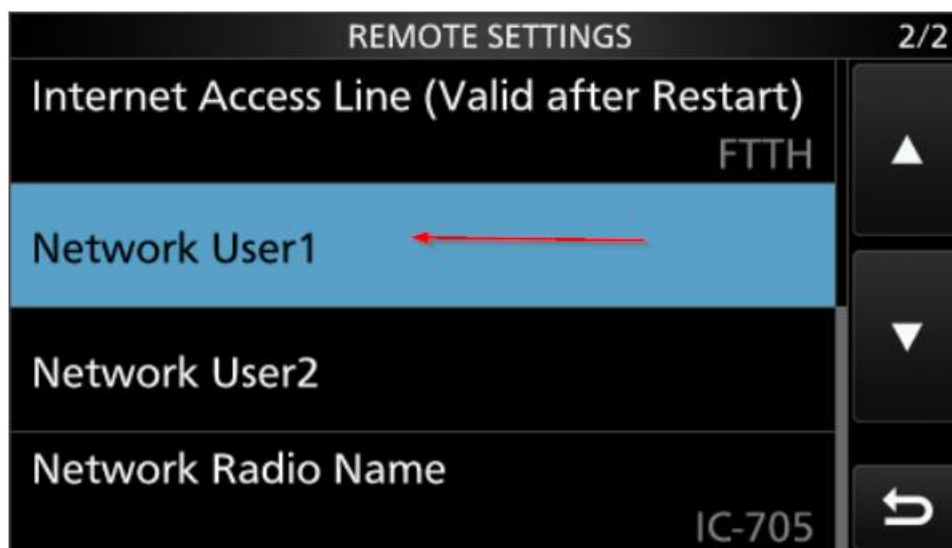 REMOTE SETTINGS 2/2
Internet Access Line (Valid after Restart)
FTTH
Network User1
Network User2
Network Radio Name
IC-705